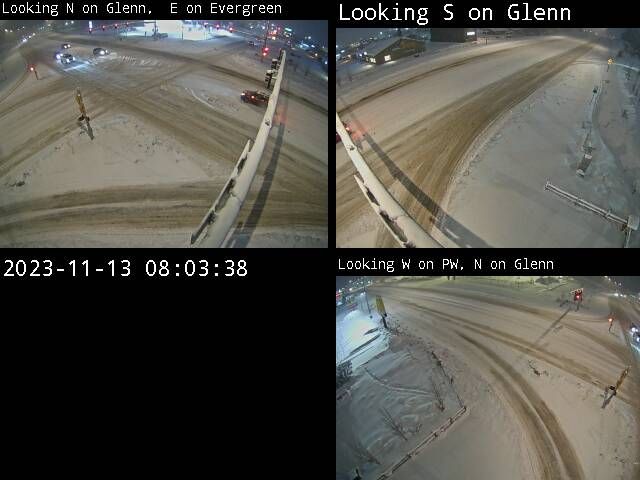 Looking N on Glenn,  E on Evergreen
Looking S on Glenn
2023-11-13 08:03:38
Looking W on PW, N on Glenn